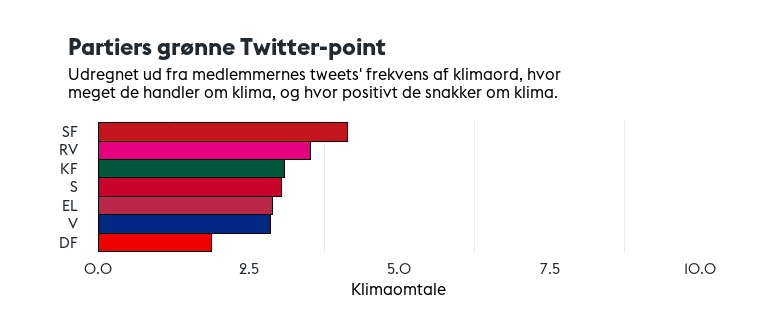 Partiers grønne Twitter-point
Udregnet ud fra medlemmernes tweets' frekvens af klimaord, hvor
meget de handler om klima, og hvor positivt de snakker om klima.
SF
RV
KF
S
EL
V
DF
0.0 2.5 5.0 7.5 10.0
Klimaomtale